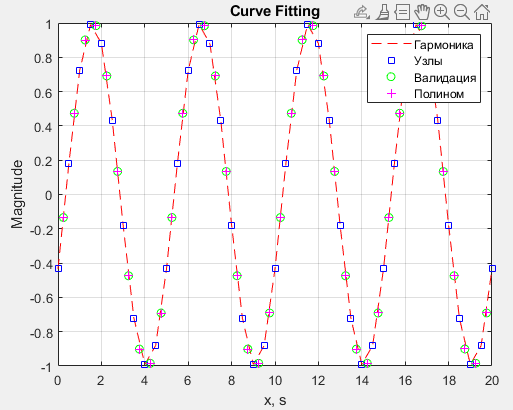 Curve Fitting
1
0.8
0.6
0.4
0.2
0
-0.2
-0.4
-0.6
-0.8
-1
Magnitude
Гармоника
Узлы
Валидация
Полином
0 2 4 6 8 10 12 14 16 18 20
x, s